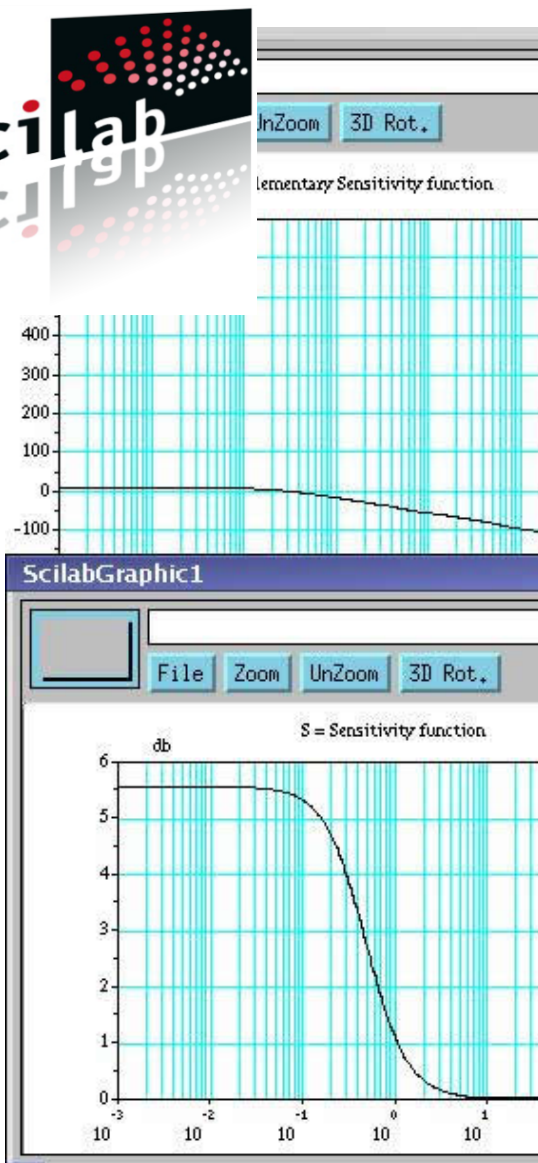 cilab
UnZoom 3D Rot.
lementary Sensitivity function
400
300
200
100
0
-100
ScilabGraphic1
File Zoom UnZoom 3D Rot.
S = Sensitivity function
db
6
5
4
3
2
1
0
-3 -2 -1 0 1
10 10 10 10 10